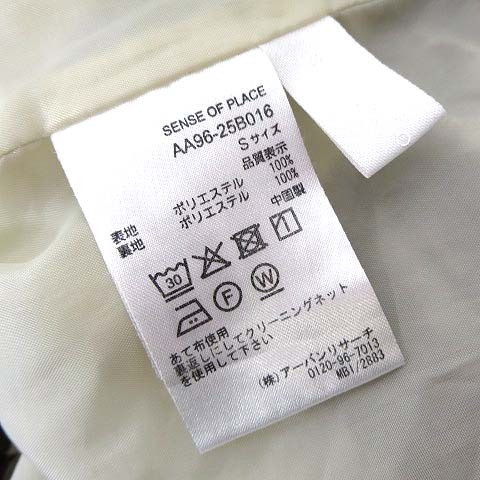 SENSE OF PLACE
AA96-25B016
Sサイズ
品質表示
表地 ポリエステル 100%
裏地 ポリエステル 100%
中国製
30
F W
あて布使用
裏返しにしてクリーニングネット
を使用して下さい
(株)アーバンリサーチ
0120-96-7013
MB1/2883